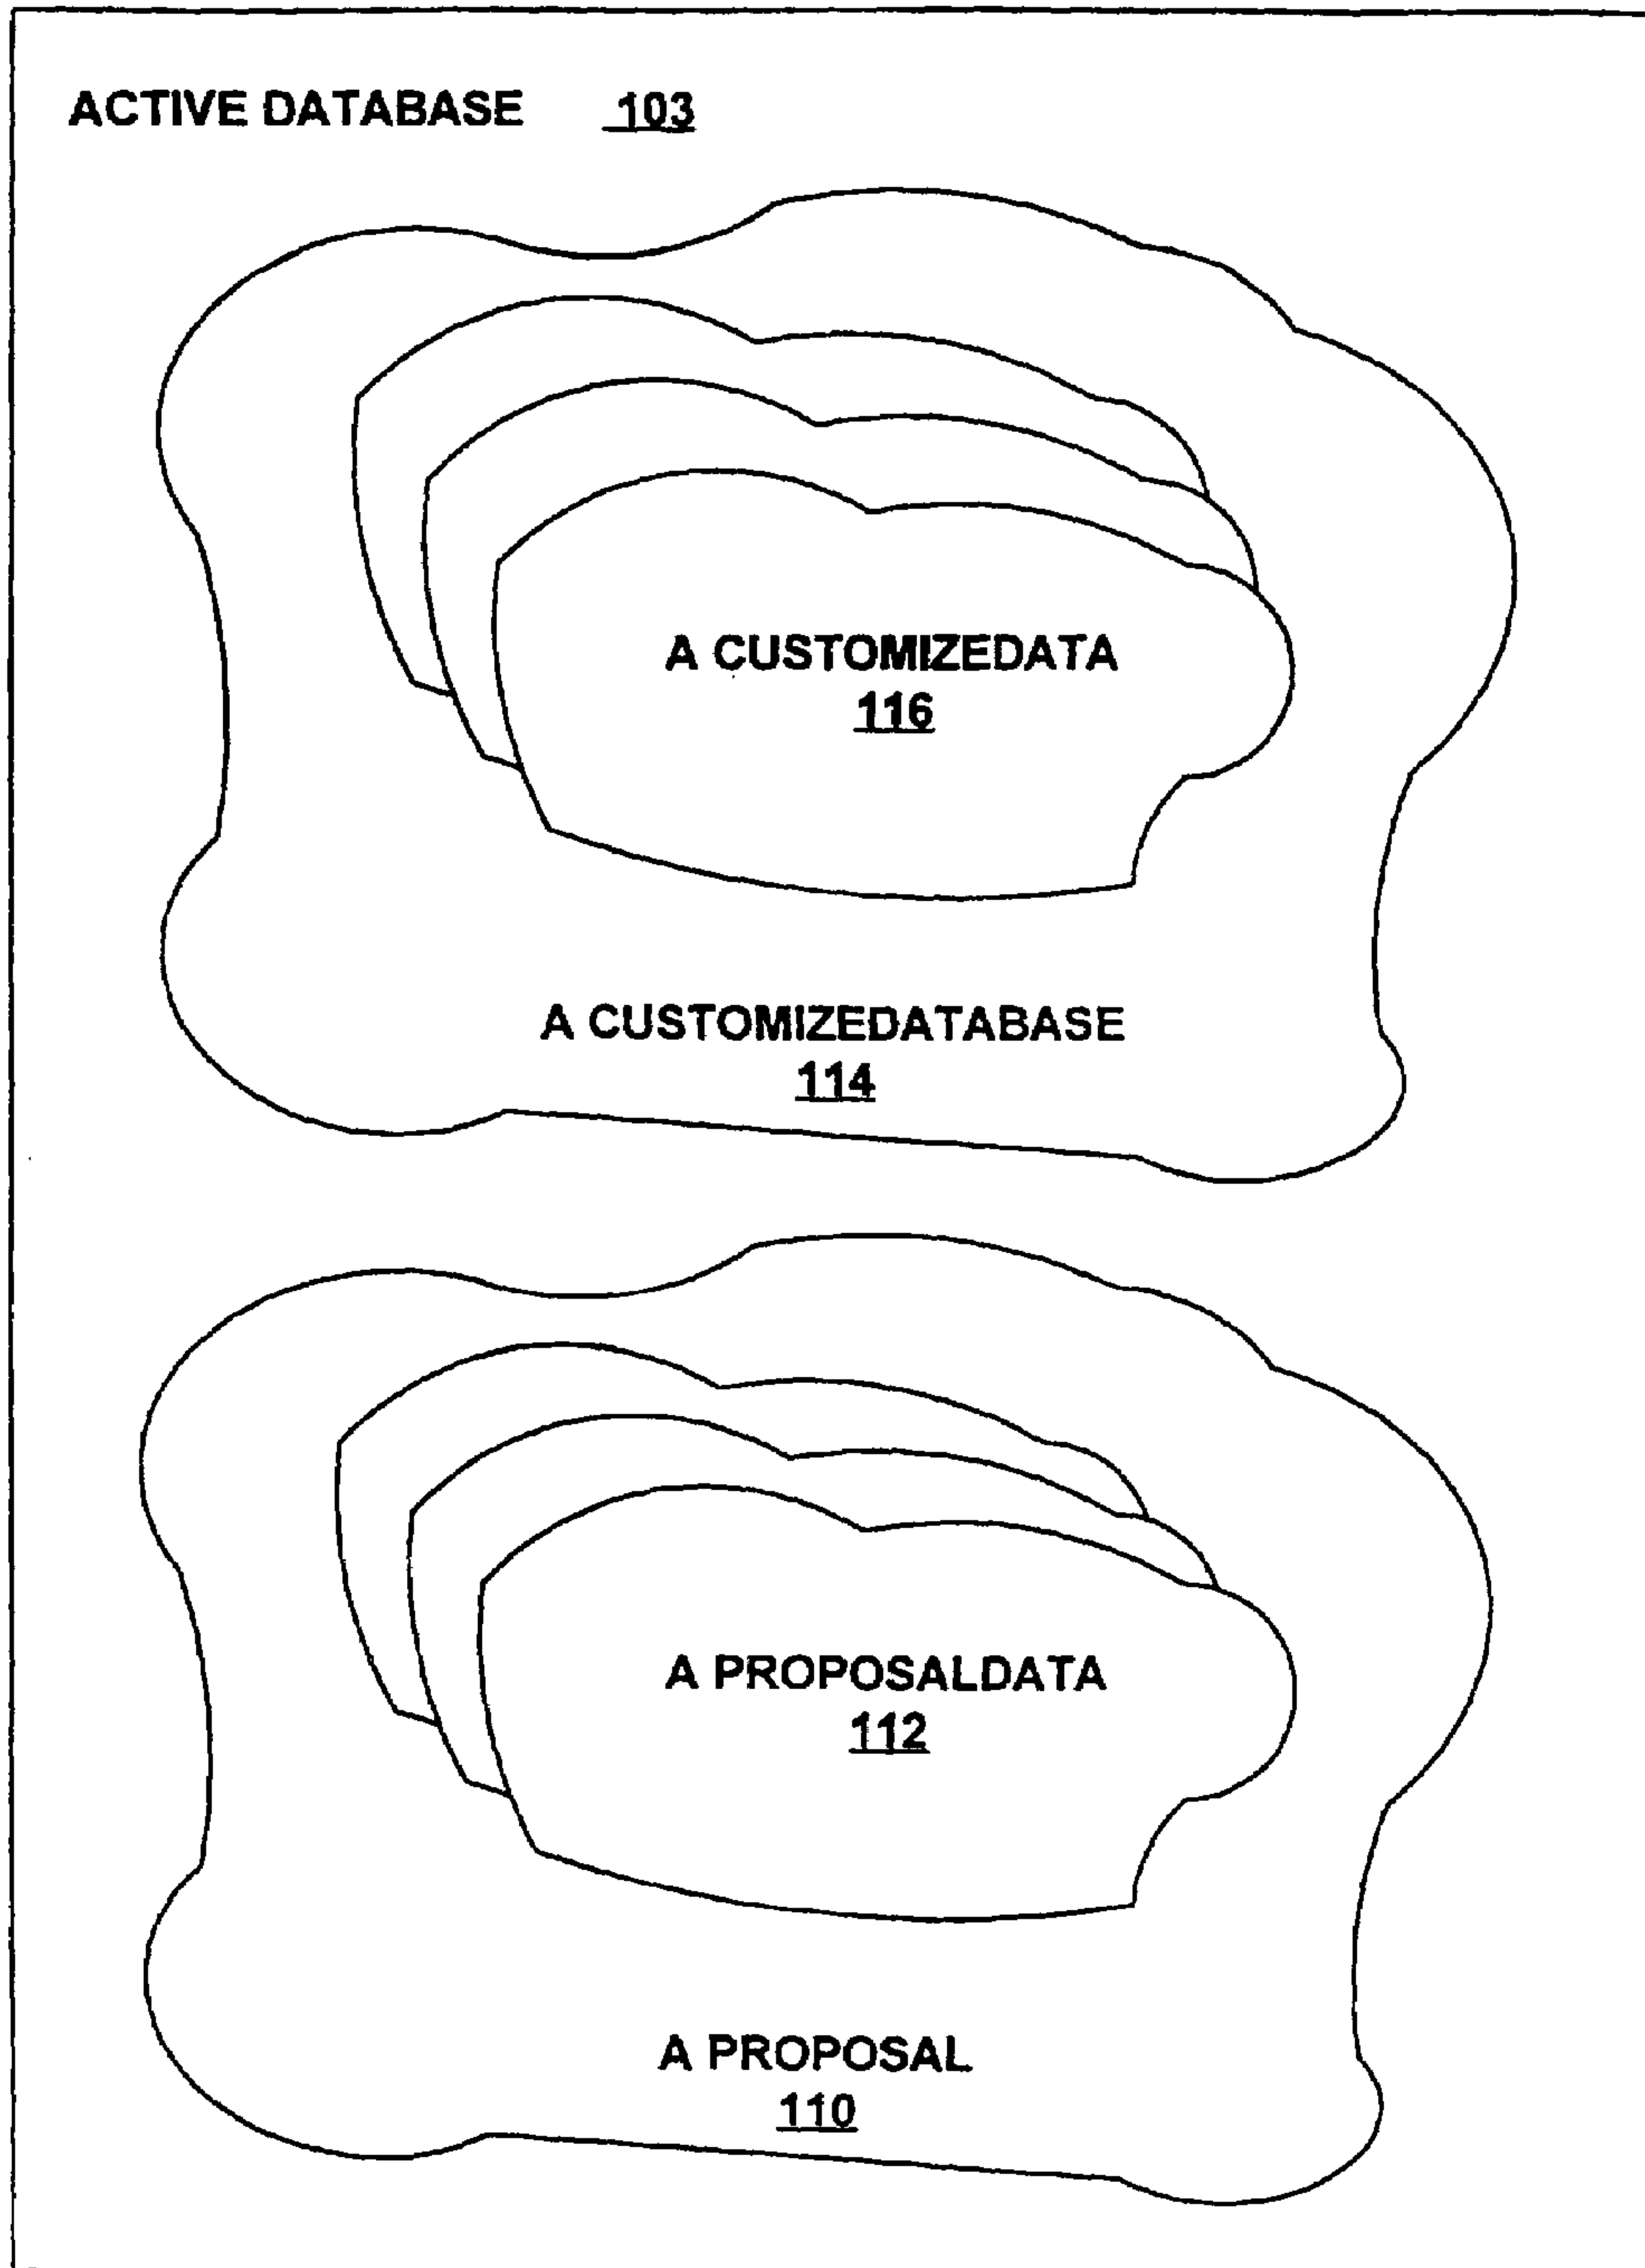 ACTIVE DATABASE 103
A CUSTOMIZEDATA
116
A CUSTOMIZEDATABASE
114
A PROPOSALDATA
112
A PROPOSAL
110